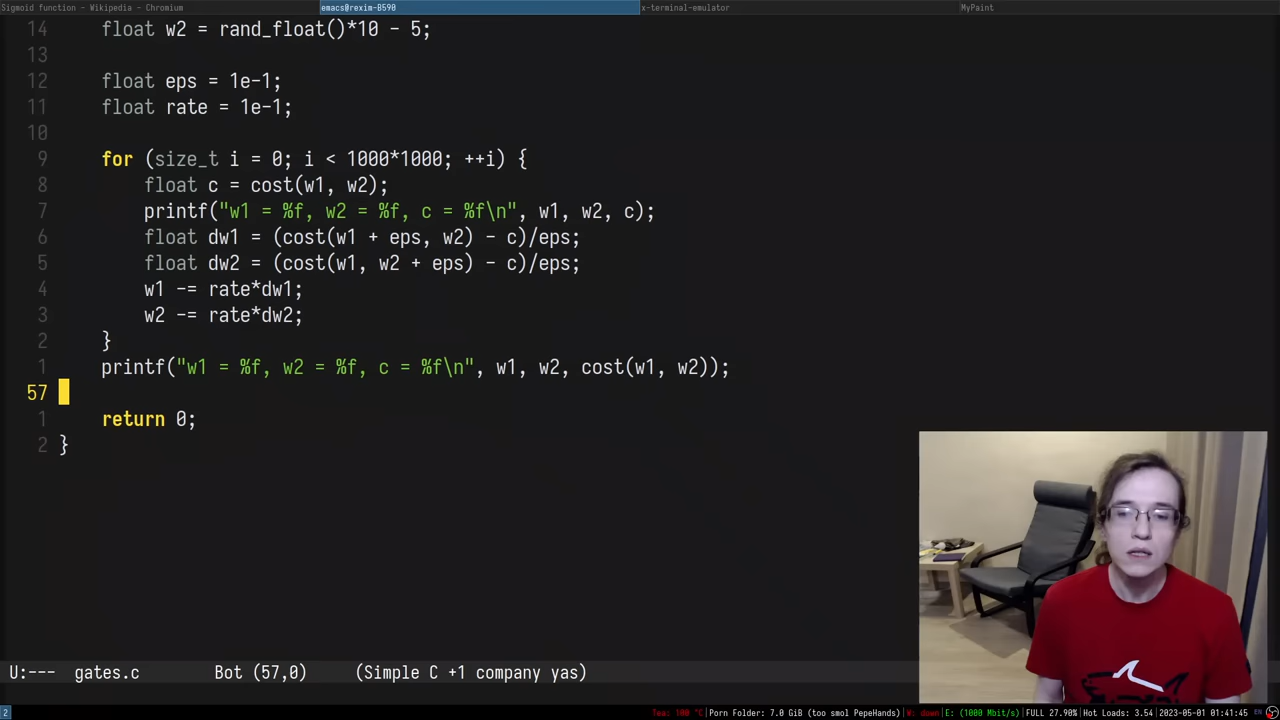 Sigmoid function - Wikipedia - Chromium emacs@rexim-B590 x-terminal-emulator MyPaint
14 float w2 = rand_float()*10 - 5;
13
12 float eps = 1e-1;
11 float rate = 1e-1;
10
9 for (size_t i = 0; i < 1000*1000; ++i) {
8 float c = cost(w1, w2);
7 printf("w1 = %f, w2 = %f, c = %f\n", w1, w2, c);
6 float dw1 = (cost(w1 + eps, w2) - c)/eps;
5 float dw2 = (cost(w1, w2 + eps) - c)/eps;
4 w1 -= rate*dw1;
3 w2 -= rate*dw2;
2 }
1 printf("w1 = %f, w2 = %f, c = %f\n", w1, w2, cost(w1, w2));
57
1 return 0;
2 }
U:--- gates.c Bot (57,0) (Simple C +1 company yas)
2 Tea: 100 °C|Porn Folder: 7.0 GiB (too smol PepeHands)|W: down|E: (1000 Mbit/s)|FULL 27.90%|Hot Loads: 3.54|2023-05-01 01:41:45 EN